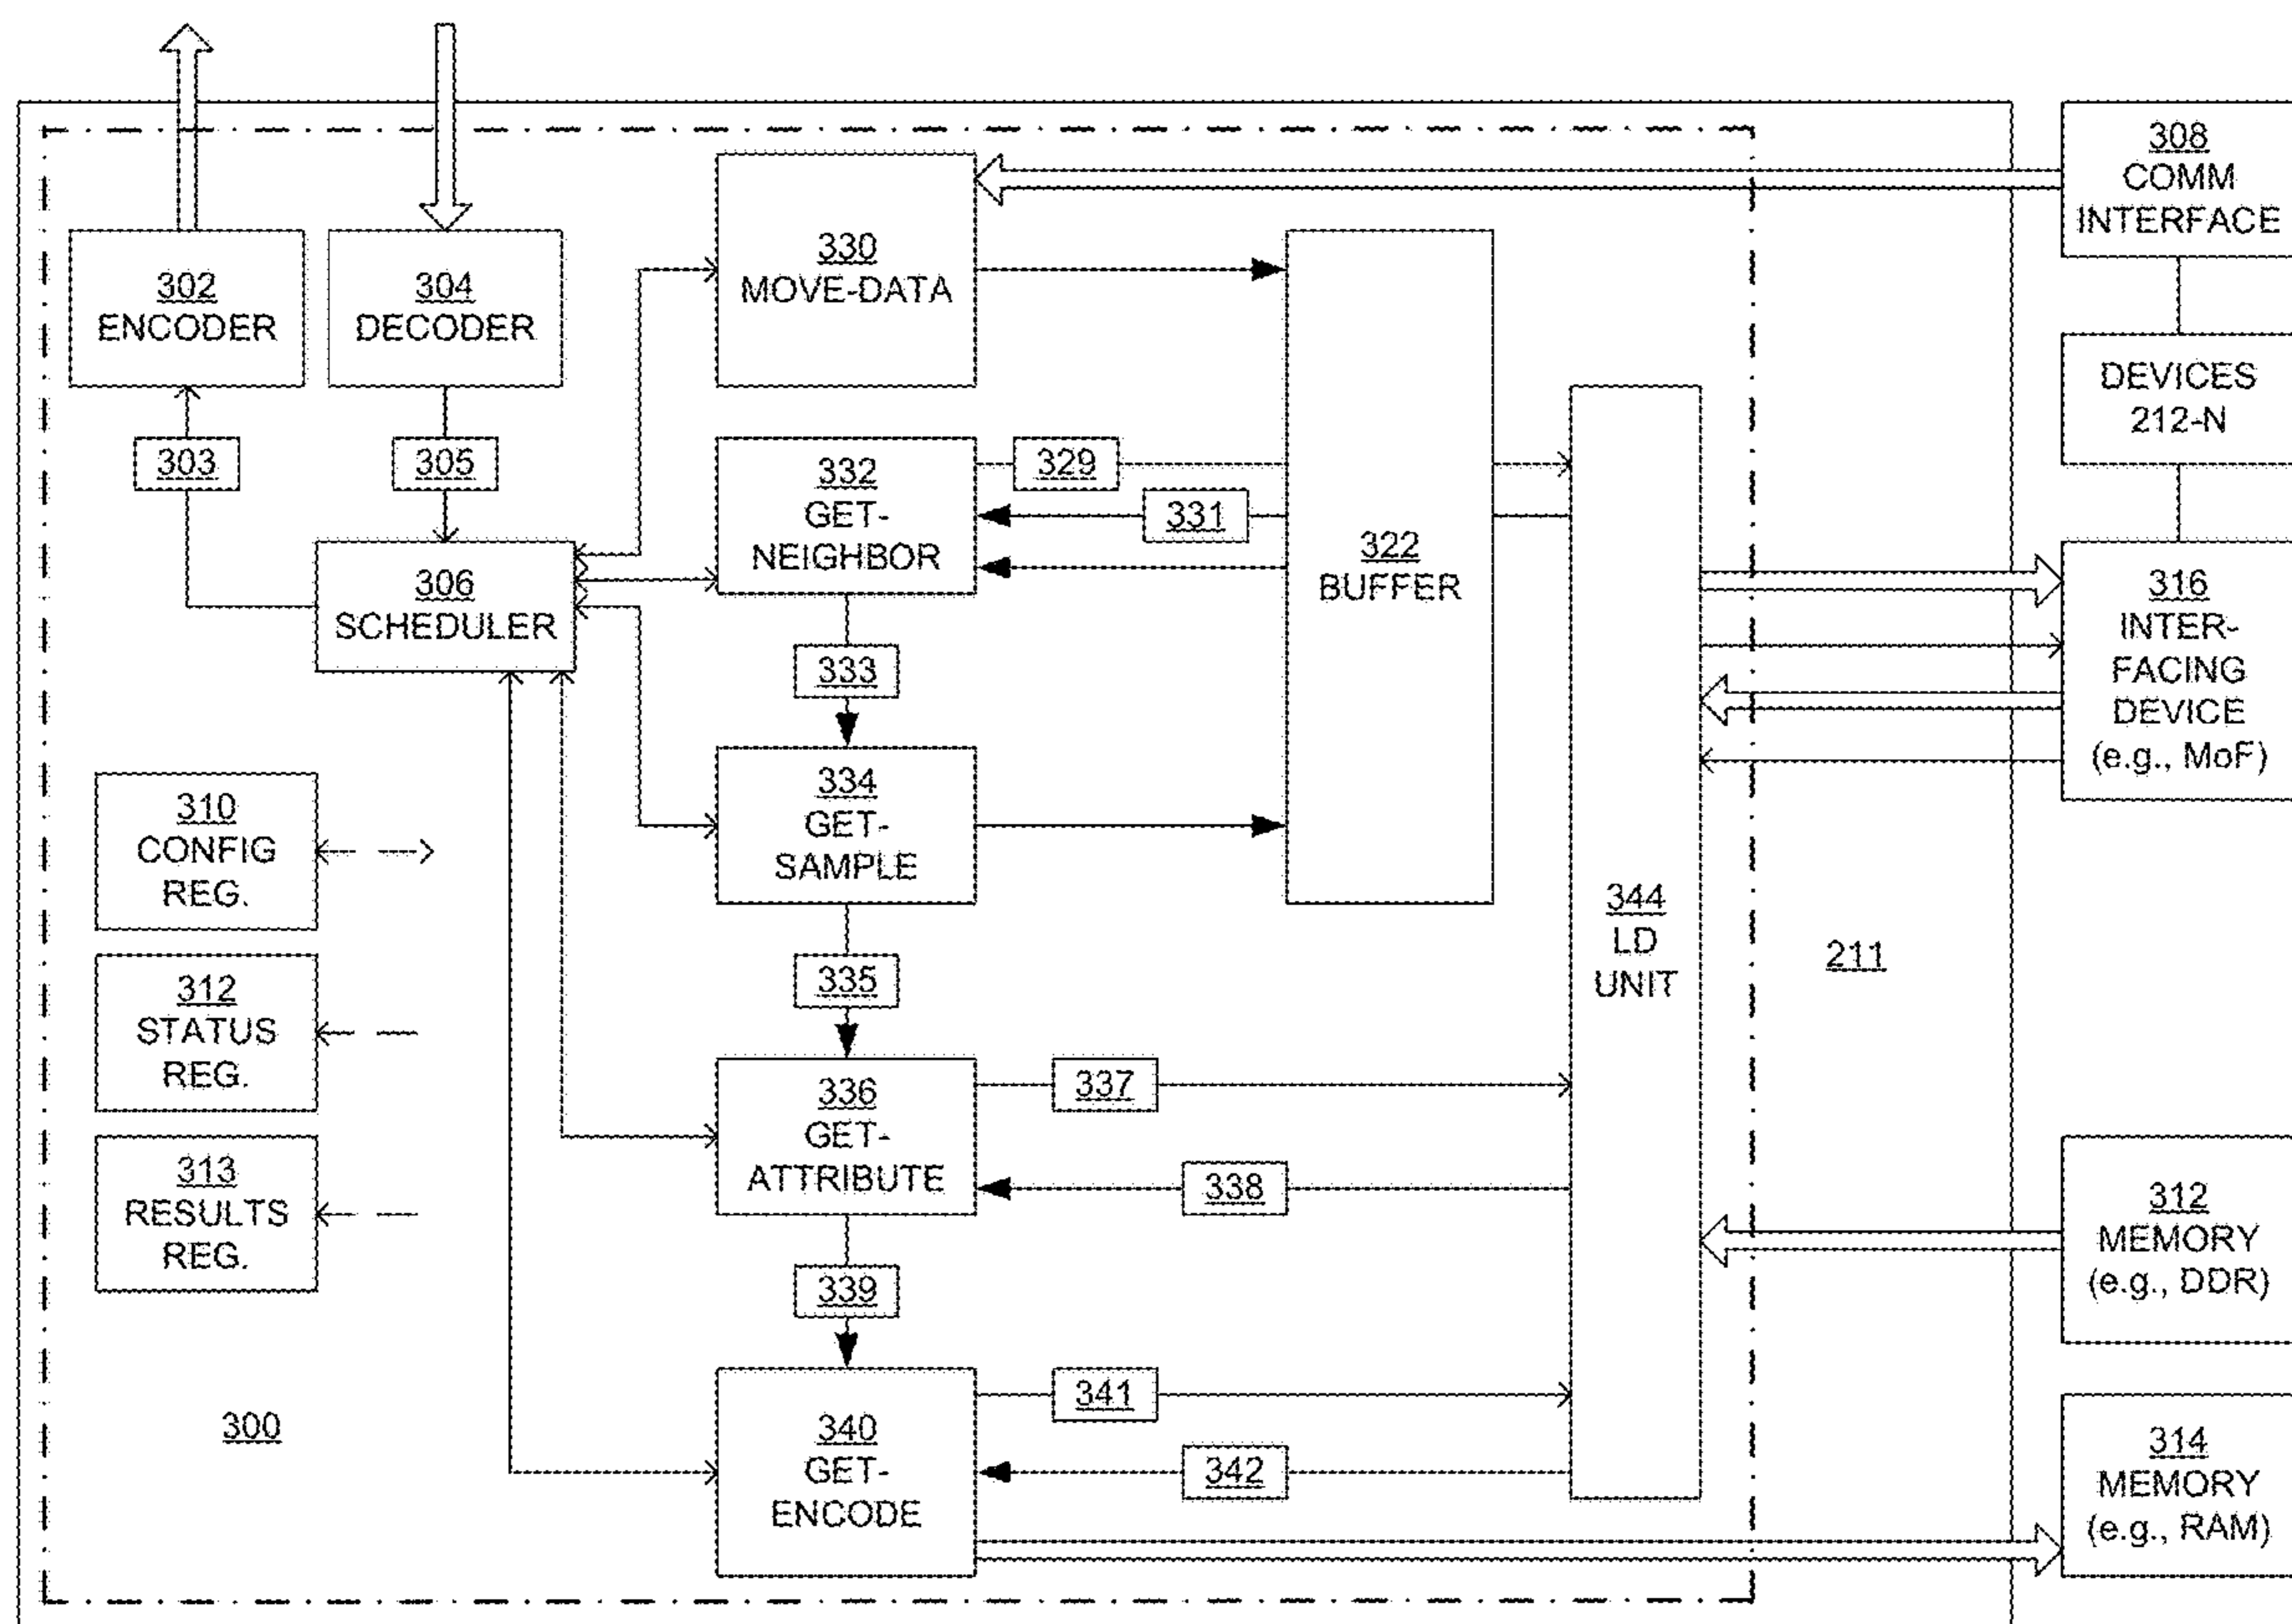 308
COMM
INTERFACE
330
MOVE-DATA
302
ENCODER
304
DECODER
DEVICES
212-N
303
305
332
GET-
NEIGHBOR
329
331
322
BUFFER
306
SCHEDULER
316
INTER-
FACING
DEVICE
(e.g., MoF)
333
334
GET-
SAMPLE
310
CONFIG
REG.
344
LD
UNIT
211
335
312
STATUS
REG.
336
GET-
ATTRIBUTE
337
338
313
RESULTS
REG.
312
MEMORY
(e.g., DDR)
339
340
GET-
ENCODE
341
342
300
314
MEMORY
(e.g., RAM)